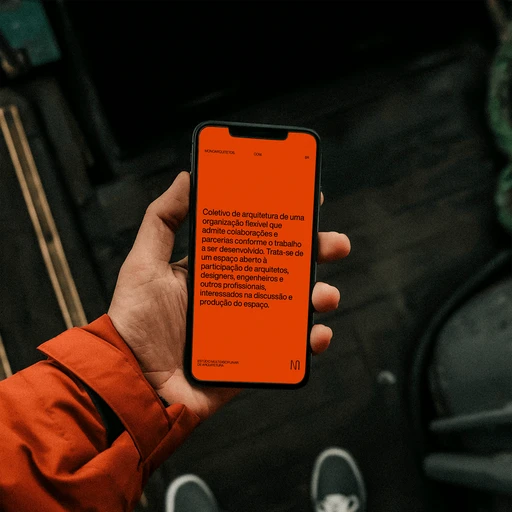 Coletivo de arquitetura de uma
organização flexível que
admite colaborações e
parcerias conforme o trabalho
a ser desenvolvido. Trata-se de
um espaço aberto à
participação de arquitetos,
designers, engenheiros e
outros profissionais,
interessados na discussão e
produção do espaço.